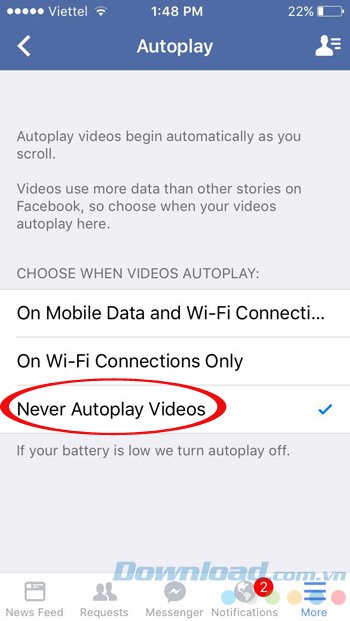 Viettel 1:48 PM 22%
Autoplay
Autoplay videos begin automatically as you
scroll.
Videos use more data than other stories on
Facebook, so choose when your videos
autoplay here.
CHOOSE WHEN VIDEOS AUTOPLAY:
On Mobile Data and Wi-Fi Connecti...
On Wi-Fi Connections Only
Never Autoplay Videos
If your battery is low we turn autoplay off.
Download.com.vn
2
News Feed Requests Messenger Notifications More